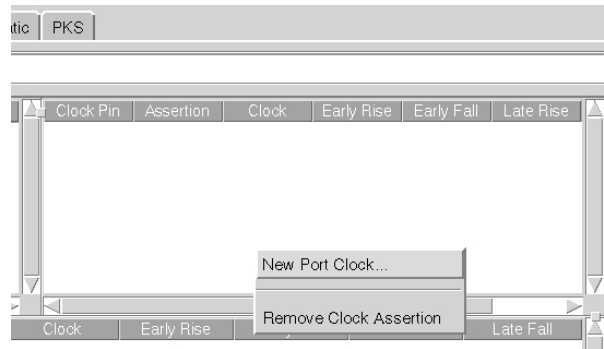 PKS
Clock Pin Assertion Clock Early Rise Early Fall Late Rise
New Port Clock...
Remove Clock Assertion
Clock Early Rise Late Fall